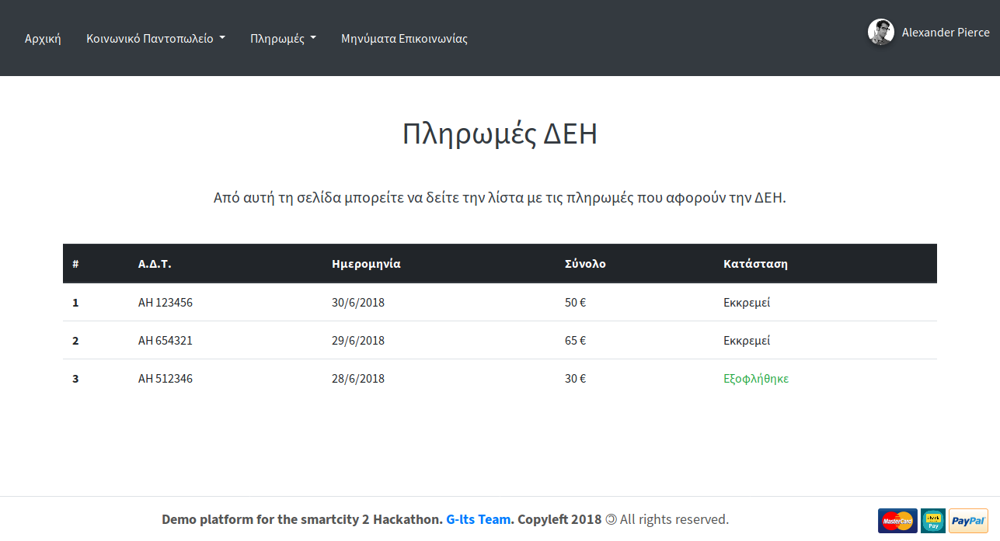 Αρχική Κοινωνικό Παντοπωλείο Πληρωμές Μηνύματα Επικοινωνίας Alexander Pierce
Πληρωμές ΔΕΗ
Από αυτή τη σελίδα μπορείτε να δείτε την λίστα με τις πληρωμές που αφορούν την ΔΕΗ.
# Α.Δ.Τ. Ημερομηνία Σύνολο Κατάσταση
1 ΑΗ 123456 30/6/2018 50 € Εκκρεμεί
2 ΑΗ 654321 29/6/2018 65 € Εκκρεμεί
3 ΑΗ 512346 28/6/2018 30 € Εξοφλήθηκε
Demo platform for the smartcity 2 Hackathon. G-lts Team. Copyleft 2018 🄯 All rights reserved. MasterCard Pay PayPal